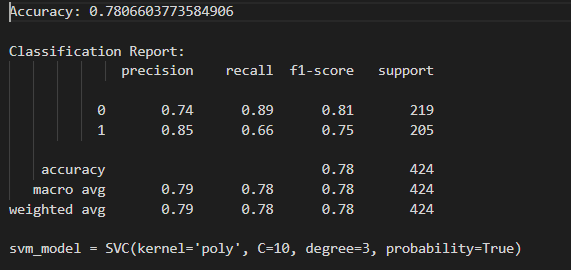 Accuracy: 0.7806603773584906
Classification Report:
precision recall f1-score support
0 0.74 0.89 0.81 219
1 0.85 0.66 0.75 205
accuracy 0.78 424
macro avg 0.79 0.78 0.78 424
weighted avg 0.79 0.78 0.78 424
svm_model = SVC(kernel='poly', C=10, degree=3, probability=True)